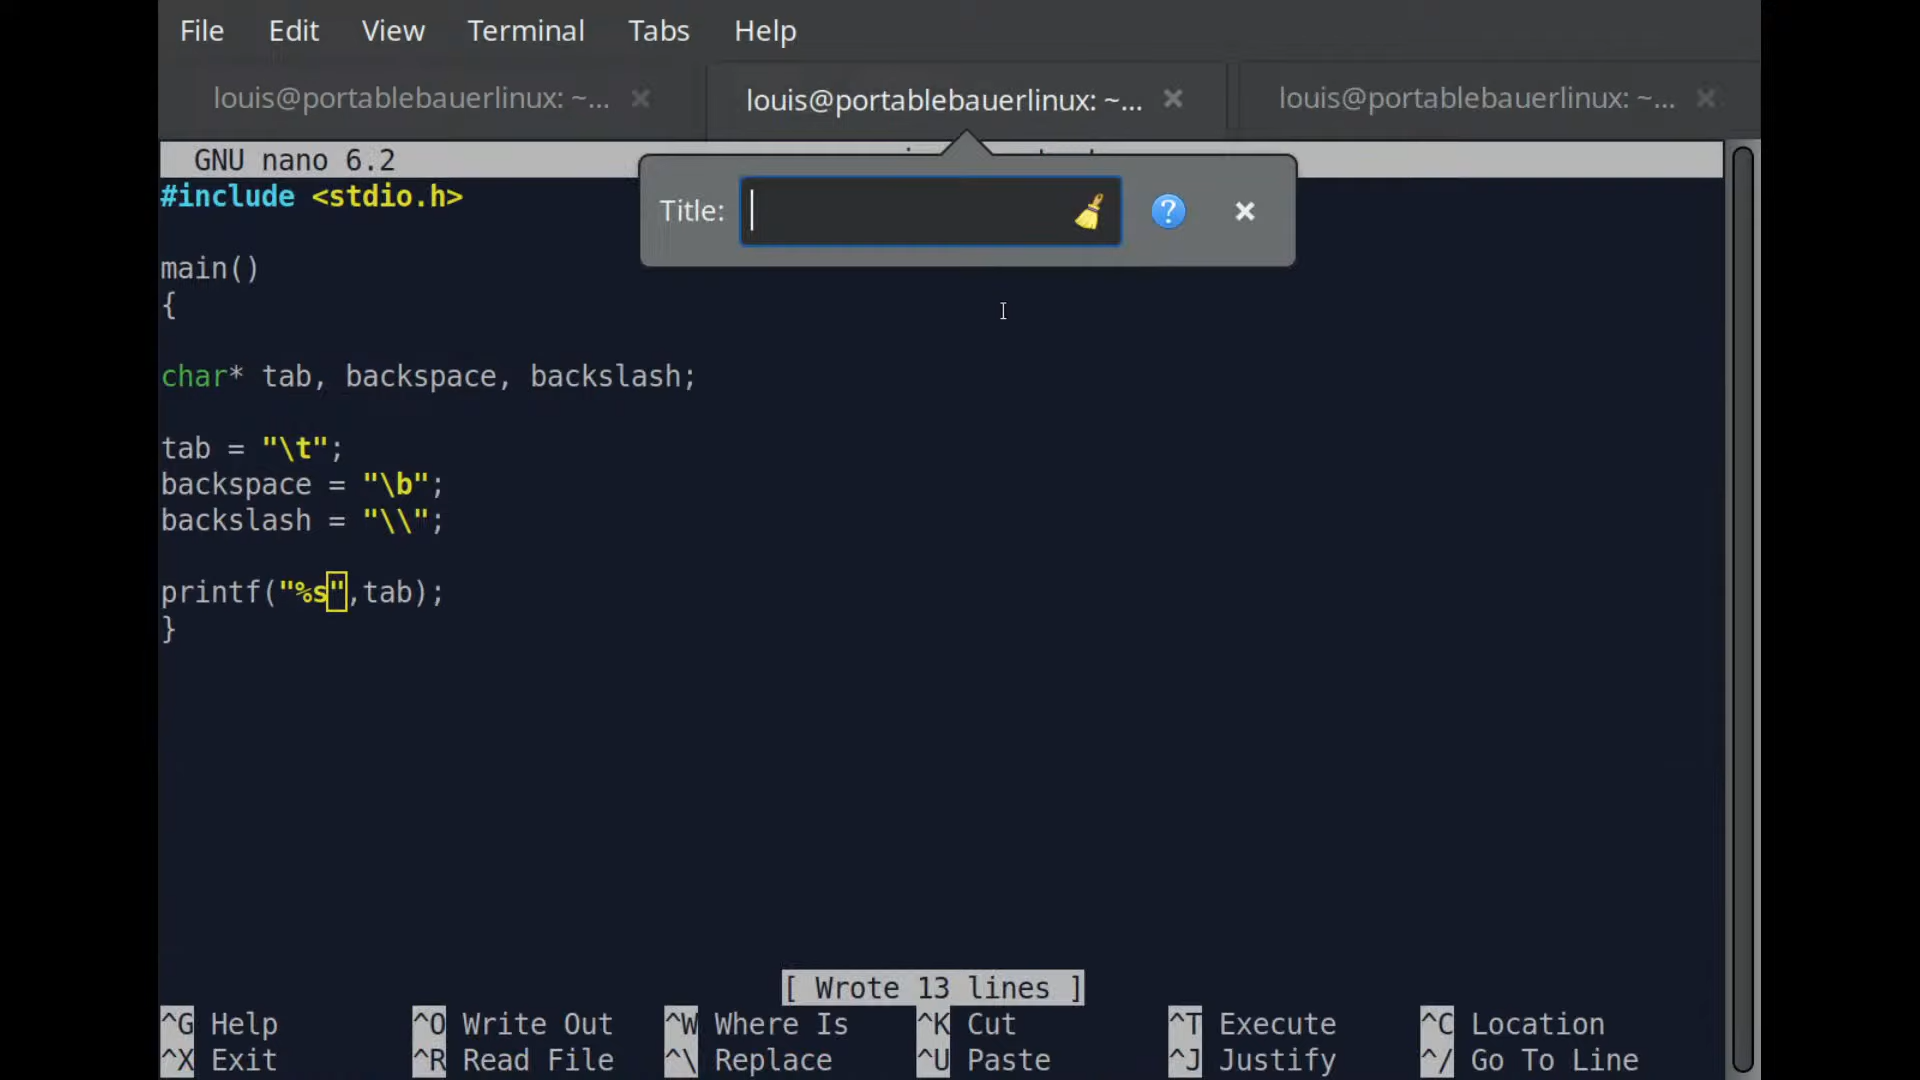 File Edit View Terminal Tabs Help
louis@portablebauerlinux: ~... louis@portablebauerlinux: ~... louis@portablebauerlinux: ~...
GNU nano 6.2
Title:
#include <stdio.h>
main()
{
char* tab, backspace, backslash;
tab = "\t";
backspace = "\b";
backslash = "\\";
printf("%s",tab);
}
[ Wrote 13 lines ]
^G Help ^O Write Out ^W Where Is ^K Cut ^T Execute ^C Location
^X Exit ^R Read File ^\ Replace ^U Paste ^J Justify ^/ Go To Line